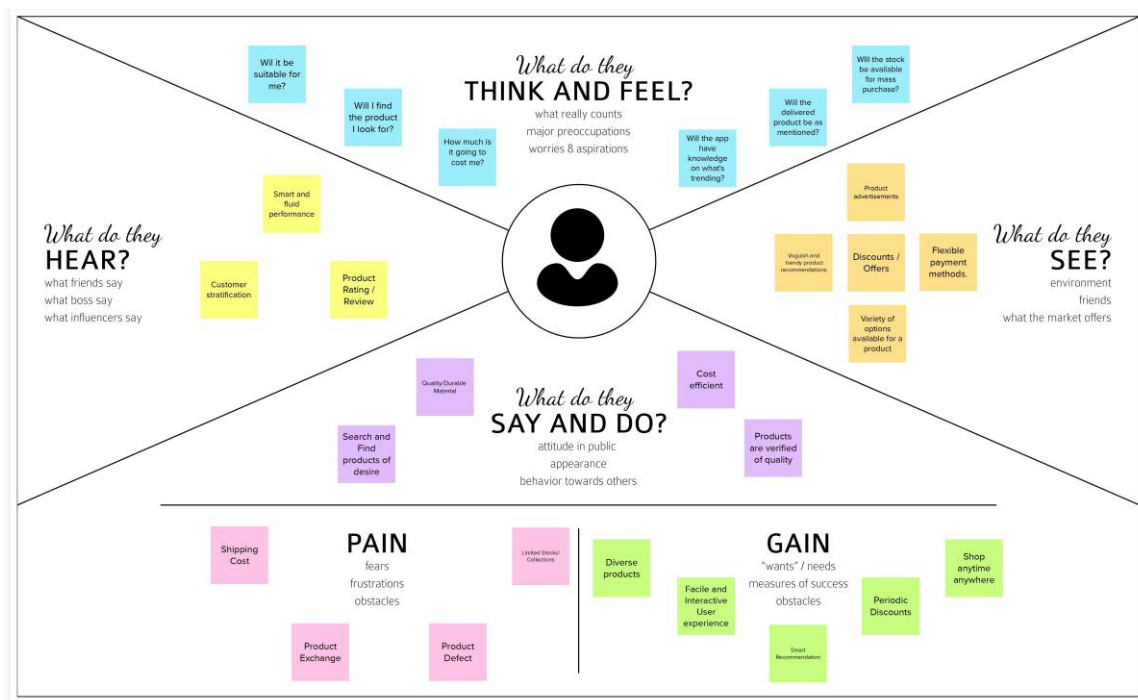 What do they
THINK AND FEEL?
what really counts
major preoccupations
worries & aspirations
Wil it be
suitable for
me?
Will I find
the product
I look for?
How much is
it going to
cost me?
Will the app
have
knowledge
on what's
trending?
Will the
delivered
product be as
mentioned?
WIll the stock
be available
for mass
purchase?
What do they
HEAR?
what friends say
what boss say
what influencers say
Smart and
fluid
performance
Customer
stratification
Product
Rating /
Review
What do they
SEE?
environment
friends
what the market offers
Product
advertisements
Voguish and
trendy product
recommendations
Discounts /
Offers
Flexible
payment
methods.
Variety of
options
available for a
product
What do they
SAY AND DO?
attitude in public
appearance
behavior towards others
Quality/Durable
Material
Search and
Find
products of
desire
Cost
efficient
Products
are verified
of quality
PAIN
fears
frustrations
obstacles
Shipping
Cost
Limited Stocks/
Collections
Product
Exchange
Product
Defect
GAIN
"wants" / needs
measures of success
obstacles
Diverse
products
Facile and
Interactive
User
experience
Smart
Recommendation
Periodic
Discounts
Shop
anytime
anywhere